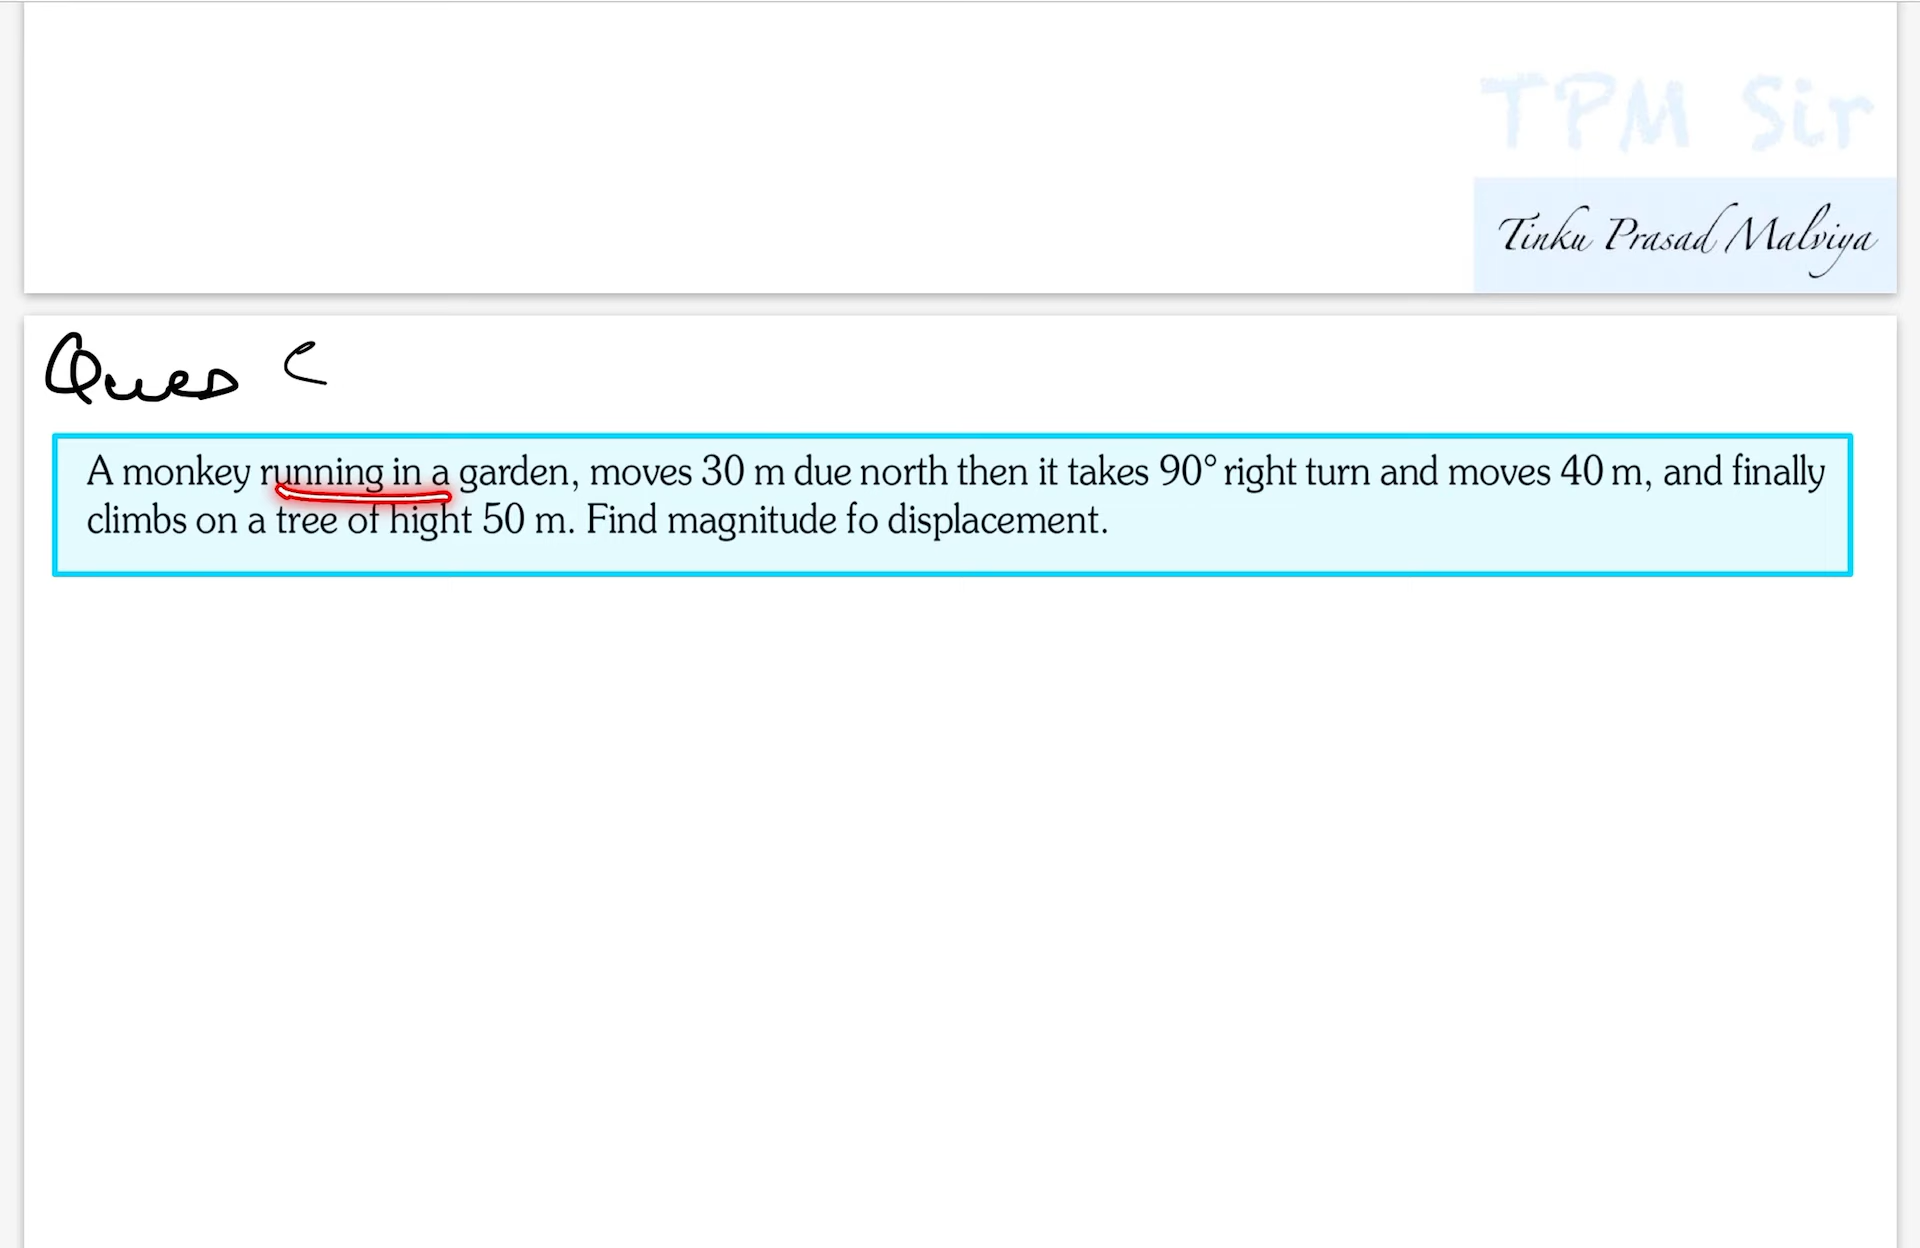 TPM Sir
Tinku Prasad Malviya
Ques
A monkey running in a garden, moves 30 m due north then it takes 90° right turn and moves 40 m, and finally
climbs on a tree of hight 50 m. Find magnitude fo displacement.